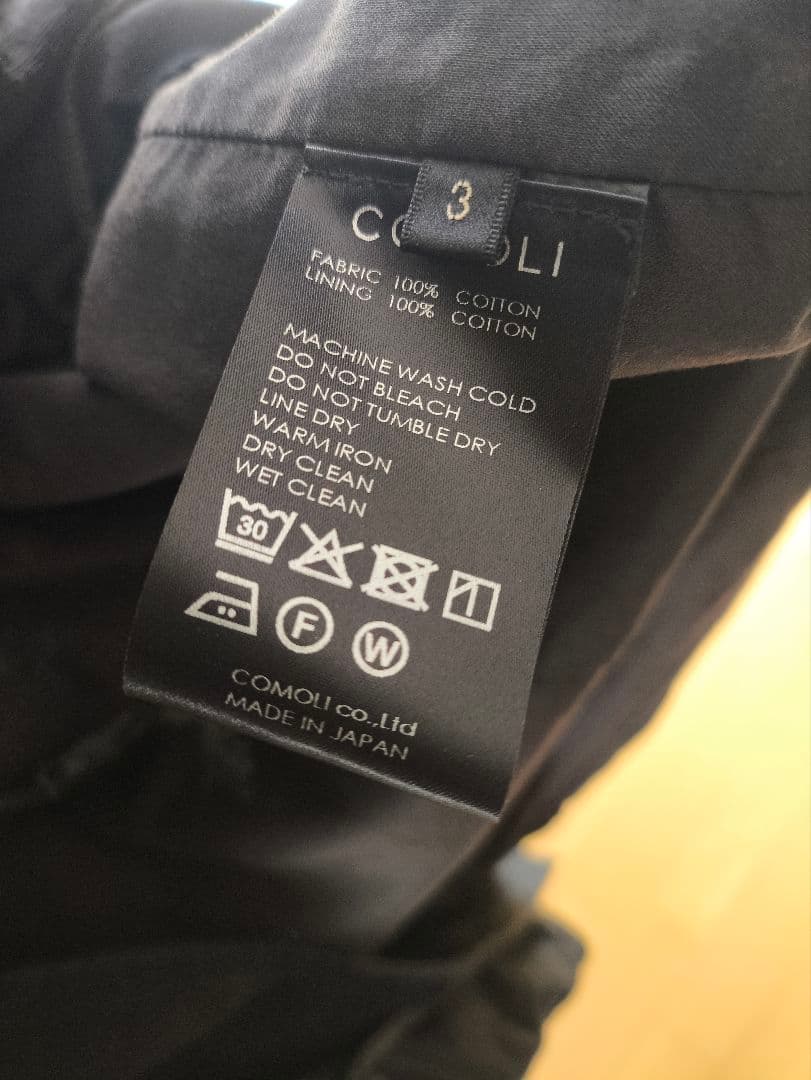 3
COMOLI
FABRIC 100% COTTON
LINING 100% COTTON
MACHINE WASH COLD
DO NOT BLEACH
DO NOT TUMBLE DRY
LINE DRY
WARM IRON
DRY CLEAN
WET CLEAN
30
F
W
COMOLI co.,Ltd
MADE IN JAPAN